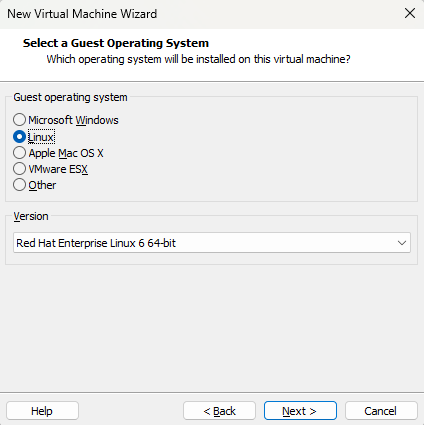 New Virtual Machine Wizard
Select a Guest Operating System
Which operating system will be installed on this virtual machine?
Guest operating system
Microsoft Windows
Linux
Apple Mac OS X
VMware ESX
Other
Version
Red Hat Enterprise Linux 6 64-bit
Help
< Back
Next >
Cancel